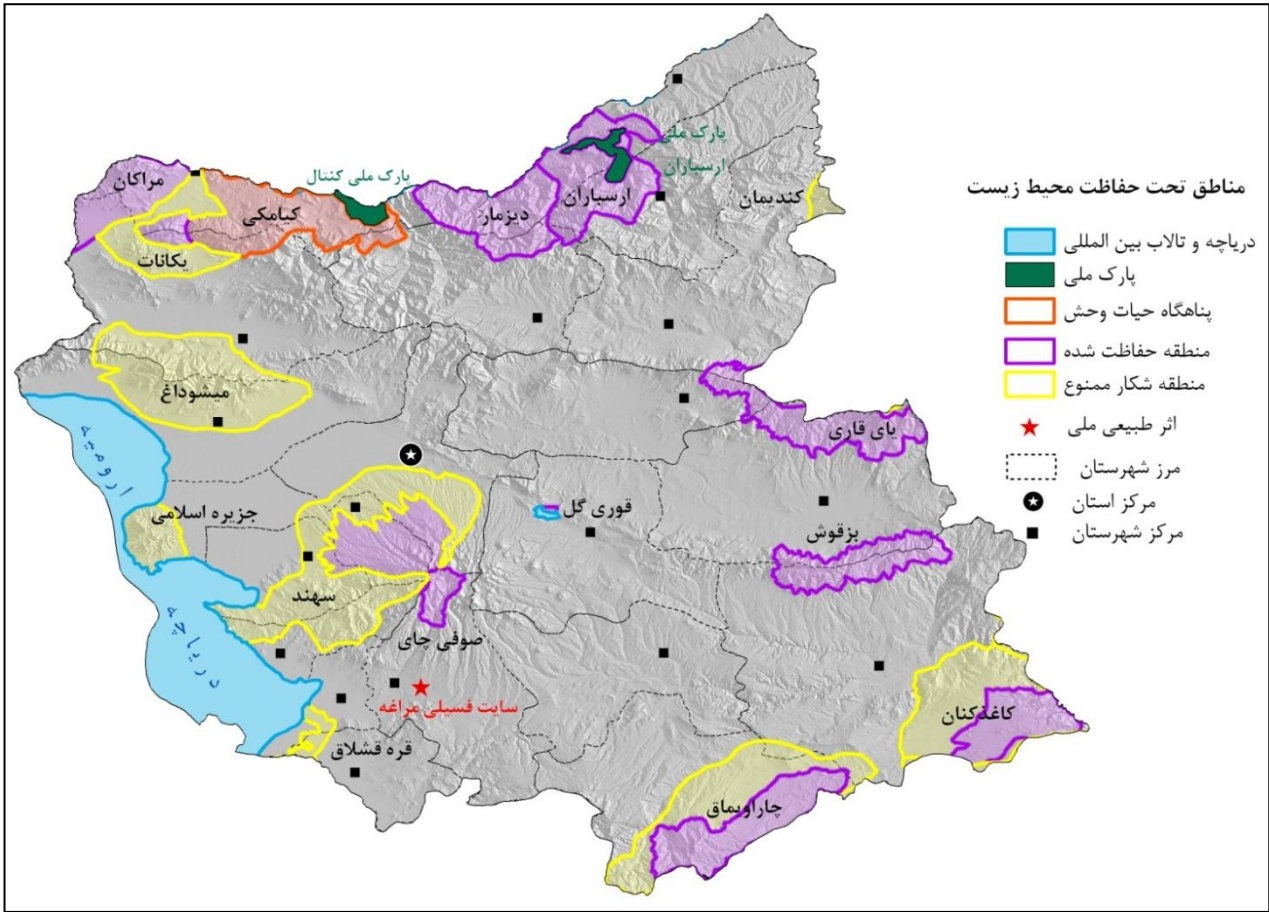 مناطق تحت حفاظت محیط زیست
دریاچه و تالاب بین المللی
پارک ملی
پناهگاه حیات وحش
منطقه حفاظت شده
منطقه شکار ممنوع
اثر طبیعی ملی
مرز شهرستان
مرکز استان
مرکز شهرستان
پارک ملی
ارسباران
ارسباران
پارک ملی کنتال
مراکان
کیامکی
دیزمار
کندیمان
یکانات
میشوداغ
یای قاری
ارومیه
جزیره اسلامی
قوری گل
بزقوش
سهند
دریاچه
صوفی چای
سایت فسیلی مراغه
کاغذکنان
قره قشلاق
چاراویماق